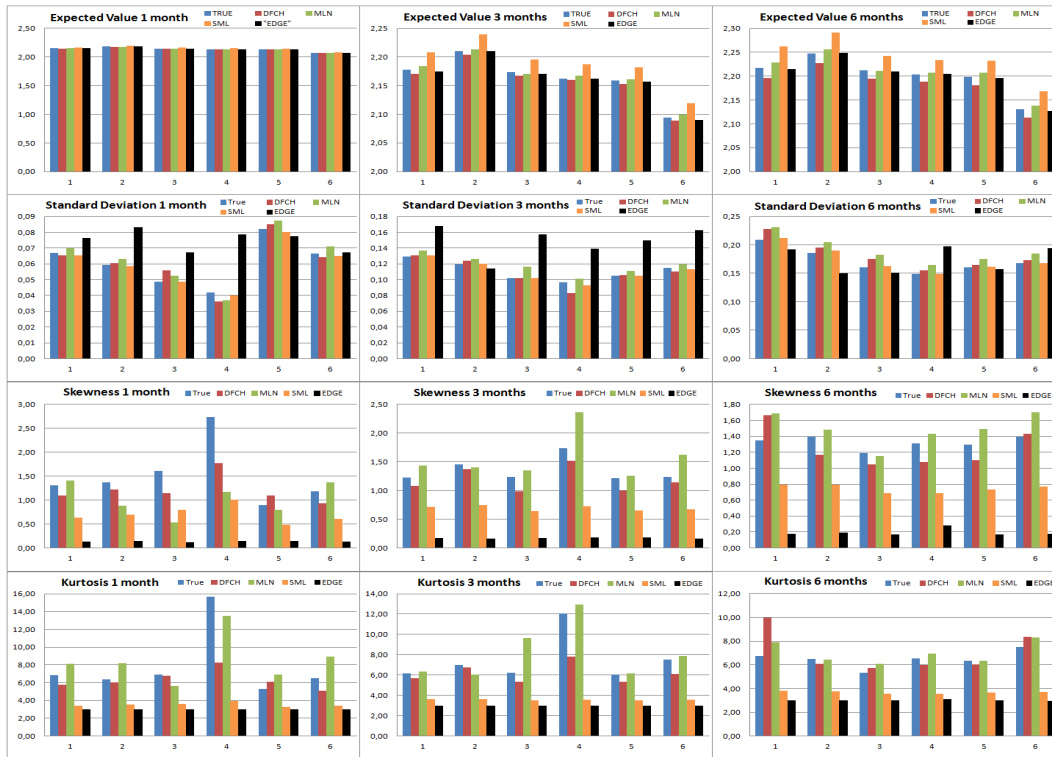 Expected Value 1 month
TRUE DFCH MLN
SML "EDGE"
2,50
2,00
1,50
1,00
0,50
0,00
1 2 3 4 5 6
Expected Value 3 months
TRUE DFCH MLN
SML EDGE
2,30
2,25
2,20
2,15
2,10
2,05
2,00
1 2 3 4 5 6
Expected Value 6 months
TRUE DFCH MLN
SML EDGE
2,30
2,25
2,20
2,15
2,10
2,05
2,00
1 2 3 4 5 6
Standard Deviation 1 month
True DFCH MLN
SML EDGE
0,09
0,08
0,07
0,06
0,05
0,04
0,03
0,02
0,01
0,00
1 2 3 4 5 6
Standard Deviation 3 months
True DFCH MLN
SML EDGE
0,18
0,16
0,14
0,12
0,10
0,08
0,06
0,04
0,02
0,00
1 2 3 4 5 6
Standard Deviation 6 months
True DFCH MLN
SML EDGE
0,25
0,20
0,15
0,10
0,05
0,00
1 2 3 4 5 6
Skewness 1 month
True DFCH MLN SML EDGE
3,00
2,50
2,00
1,50
1,00
0,50
0,00
1 2 3 4 5 6
Skewness 3 months
True DFCH MLN SML EDGE
2,50
2,00
1,50
1,00
0,50
0,00
1 2 3 4 5 6
Skewness 6 months
True DFCH MLN SML EDGE
1,80
1,60
1,40
1,20
1,00
0,80
0,60
0,40
0,20
0,00
1 2 3 4 5 6
Kurtosis 1 month
True DFCH MLN SML EDGE
16,00
14,00
12,00
10,00
8,00
6,00
4,00
2,00
0,00
1 2 3 4 5 6
Kurtosis 3 months
True DFCH MLN SML EDGE
14,00
12,00
10,00
8,00
6,00
4,00
2,00
0,00
1 2 3 4 5 6
Kurtosis 6 months
True DFCH MLN SML EDGE
12,00
10,00
8,00
6,00
4,00
2,00
0,00
1 2 3 4 5 6